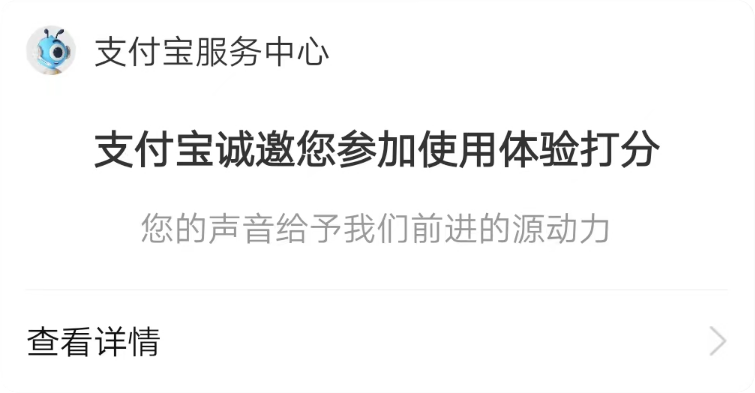 支付宝服务中心
支付宝诚邀您参加使用体验打分
您的声音给予我们前进的源动力
查看详情